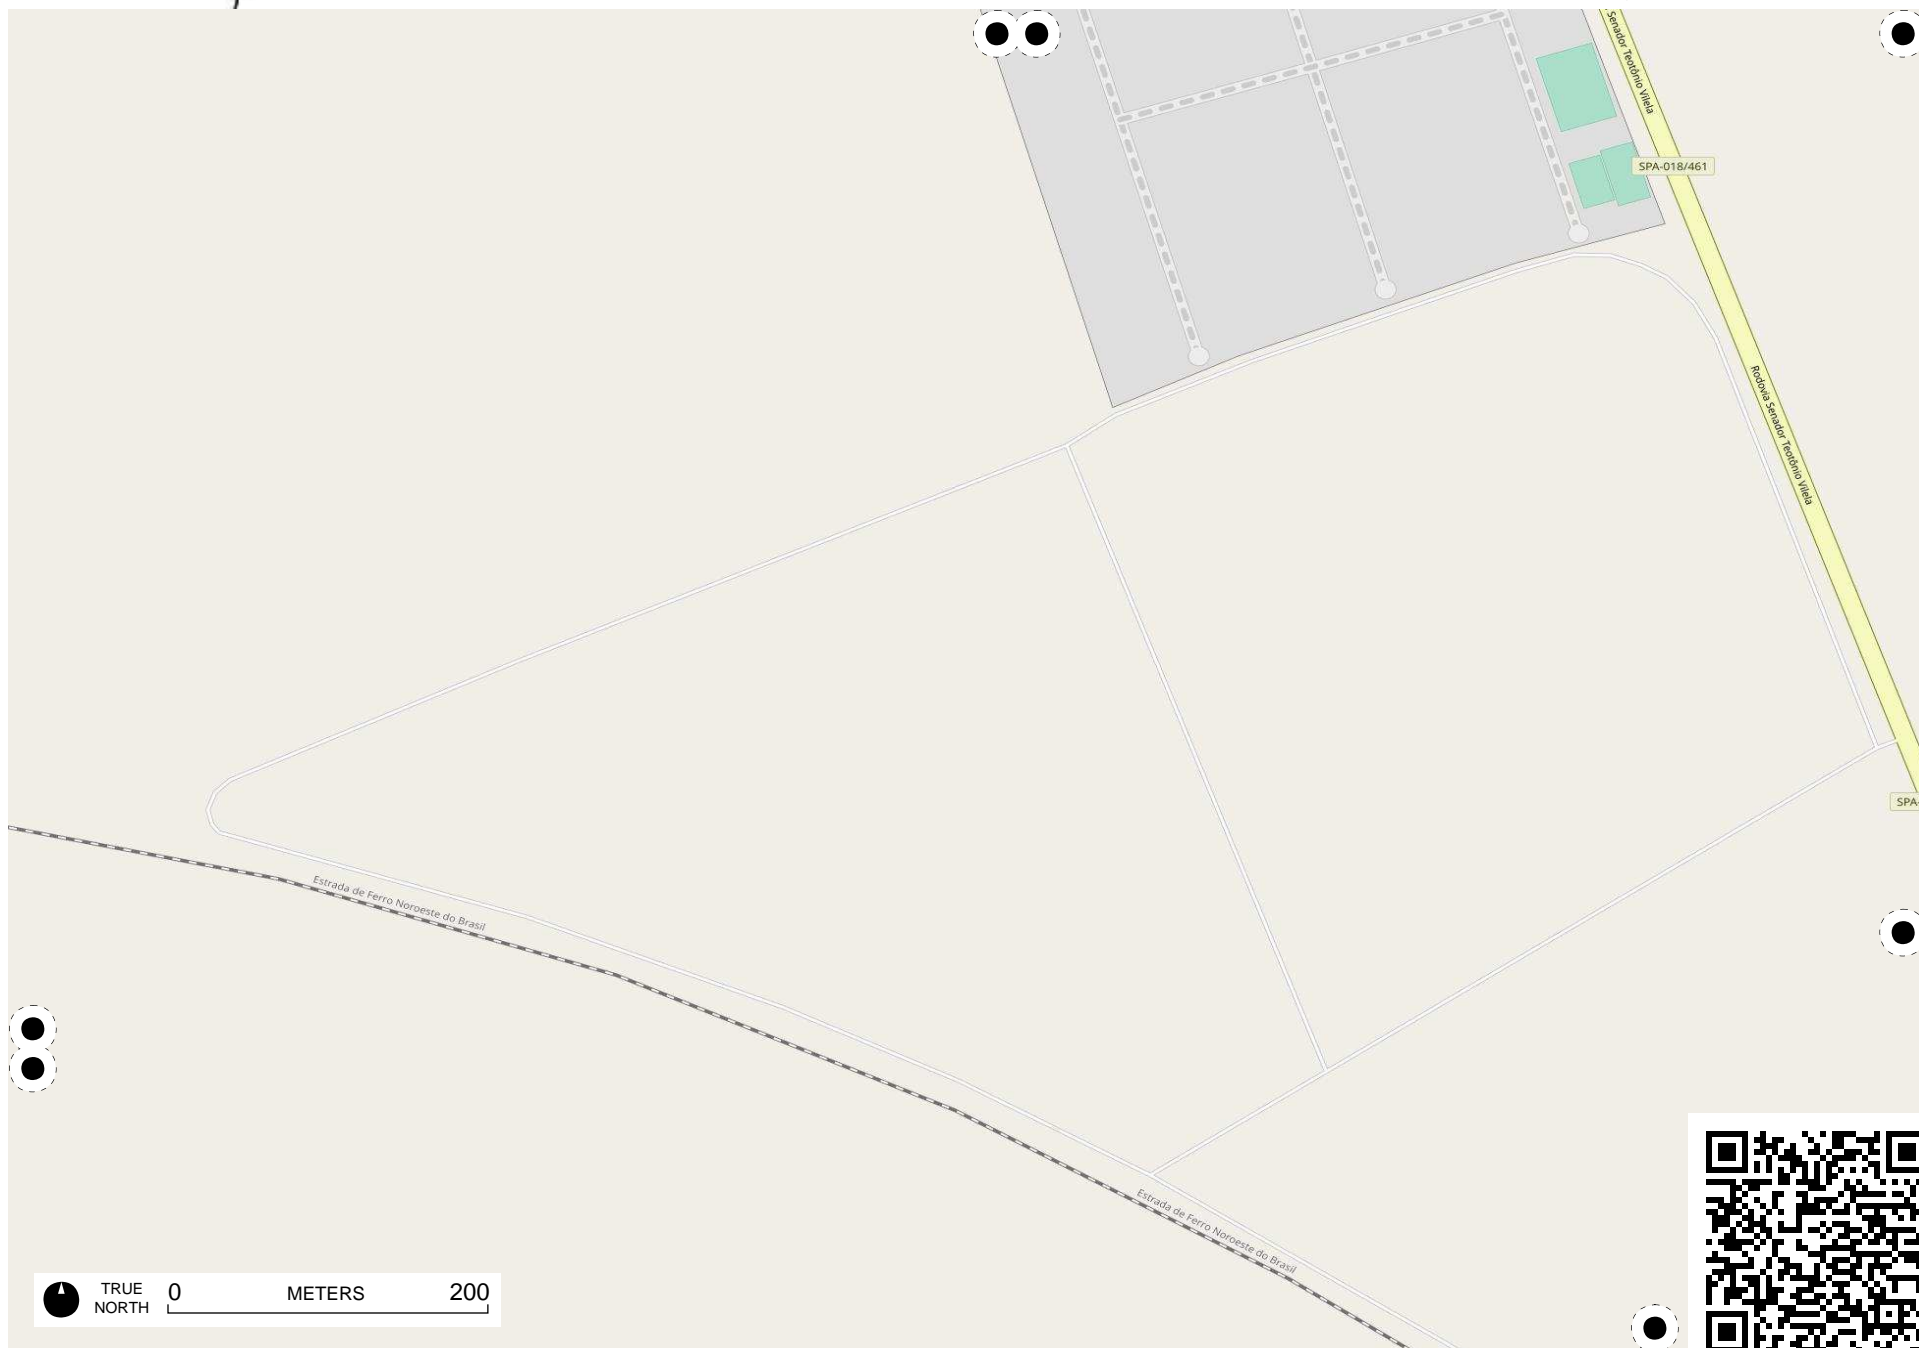 Senador Teotônio Vilela
SPA-018/461
Rodovia Senador Teotônio Vilela
SPA-
Estrada de Ferro Noroeste do Brasil
Estrada de Ferro Noroeste do Brasil
TRUE
NORTH
0 METERS 200